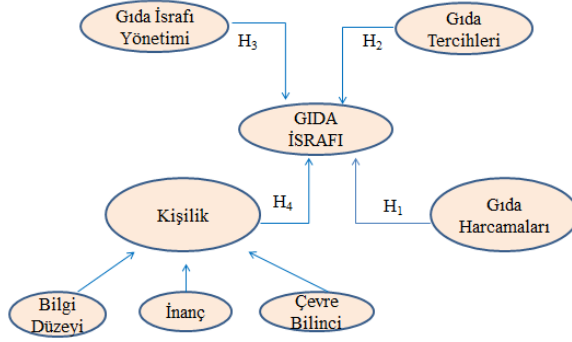 Gıda İsrafı
Yönetimi
H3
H2
Gıda
Tercihleri
GIDA
İSRAFI
Kişilik
H4
H1
Gıda
Harcamaları
Bilgi
Düzeyi
İnanç
Çevre
Bilinci